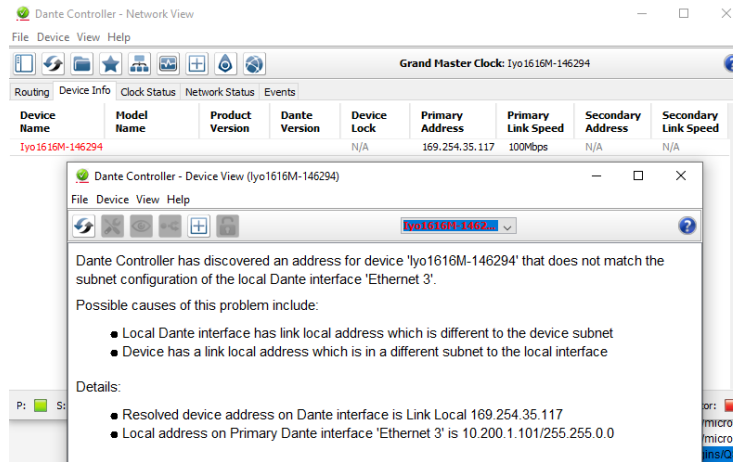 Dante Controller - Network View
File Device View Help
Grand Master Clock: Iyo1616M-146294
Routing Device Info Clock Status Network Status Events
Device Name Model Name Product Version Dante Version Device Lock Primary Address Primary Link Speed Secondary Address Secondary Link Speed
Iyo1616M-146294 N/A 169.254.35.117 100Mbps N/A N/A
Dante Controller - Device View (Iyo1616M-146294)
File Device View Help
Iyo1616M-1462...
Dante Controller has discovered an address for device 'Iyo1616M-146294' that does not match the
subnet configuration of the local Dante interface 'Ethernet 3'.
Possible causes of this problem include:
● Local Dante interface has link local address which is different to the device subnet
● Device has a link local address which is in a different subnet to the local interface
Details:
P: S:
● Resolved device address on Dante interface is Link Local 169.254.35.117
● Local address on Primary Dante interface 'Ethernet 3' is 10.200.1.101/255.255.0.0